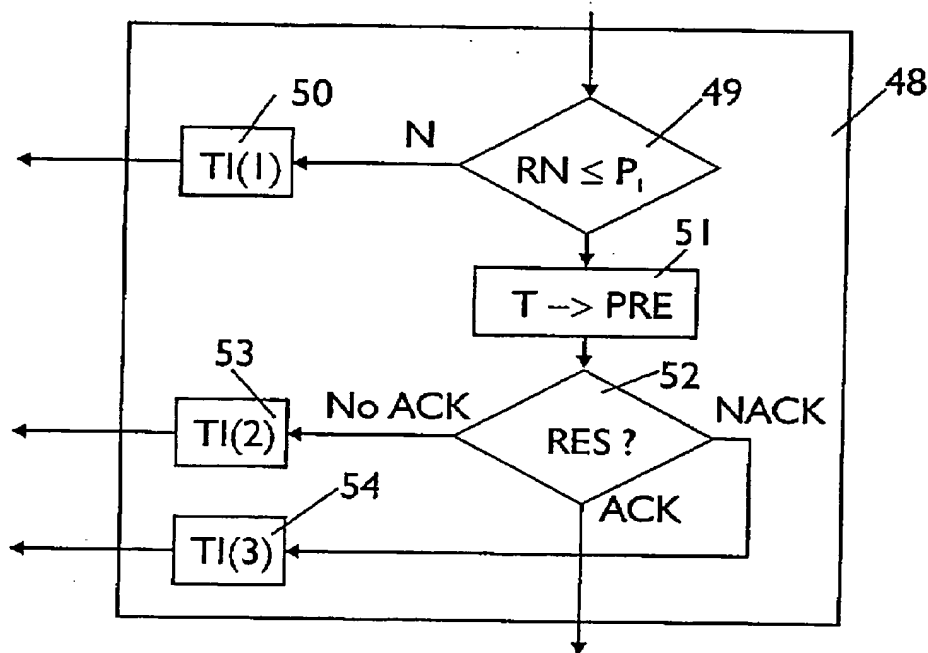 50
49
48
N
TI(1)
RN ≤ P₁
51
T --> PRE
53
52
No ACK
NACK
TI(2)
RES ?
54
ACK
TI(3)